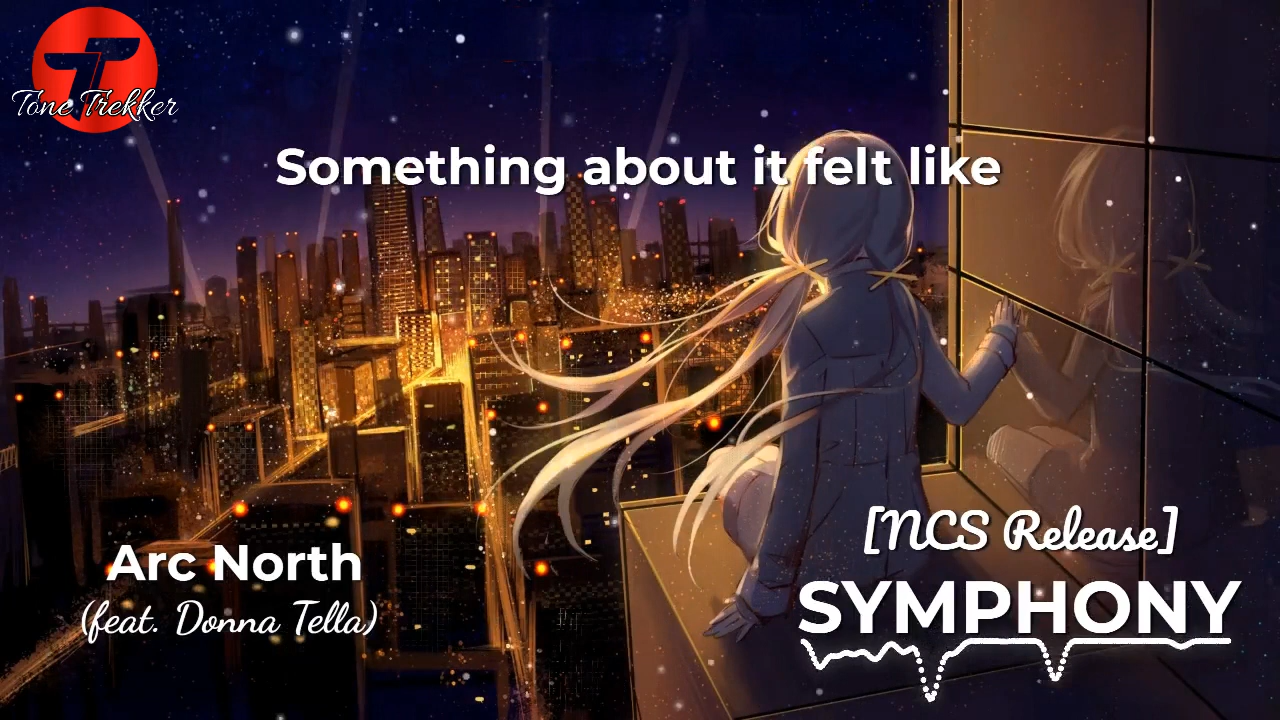 Tone Trekker
Something about it felt like
[NCS Release]
Arc North
(feat. Donna Tella)
SYMPHONY